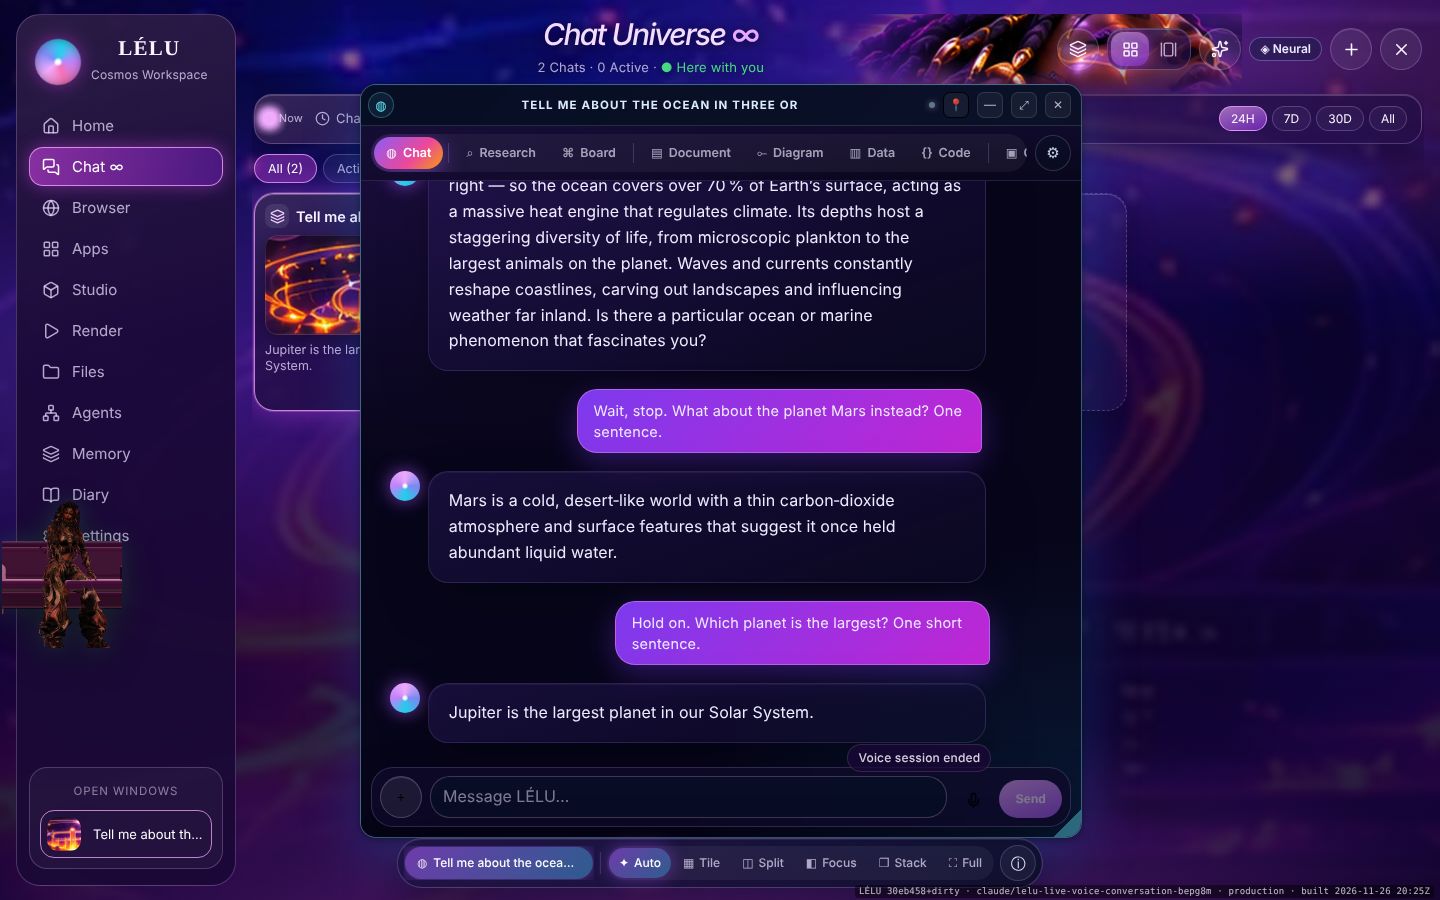 LÉLU
Cosmos Workspace
Home
Chat ∞
Browser
Apps
Studio
Render
Files
Agents
Memory
Diary
ettings
OPEN WINDOWS
Tell me about th...
Chat Universe ∞
2 Chats · 0 Active · ● Here with you
◈ Neural
Now
Cha
24H 7D 30D All
All (2)
Acti
Tell me al
Jupiter is the lar
System.
TELL ME ABOUT THE OCEAN IN THREE OR
Chat
Research
Board
Document
Diagram
Data
{} Code
right — so the ocean covers over 70 % of Earth's surface, acting as
a massive heat engine that regulates climate. Its depths host a
staggering diversity of life, from microscopic plankton to the
largest animals on the planet. Waves and currents constantly
reshape coastlines, carving out landscapes and influencing
weather far inland. Is there a particular ocean or marine
phenomenon that fascinates you?
Wait, stop. What about the planet Mars instead? One
sentence.
Mars is a cold, desert-like world with a thin carbon-dioxide
atmosphere and surface features that suggest it once held
abundant liquid water.
Hold on. Which planet is the largest? One short
sentence.
Jupiter is the largest planet in our Solar System.
Voice session ended
+
Message LÉLU...
Send
Tell me about the ocea...
Auto
Tile
Split
Focus
Stack
Full
LÉLU 30eb458+dirty · claude/lelu-live-voice-conversation-bepg8m · production · built 2026-11-26 20:25Z